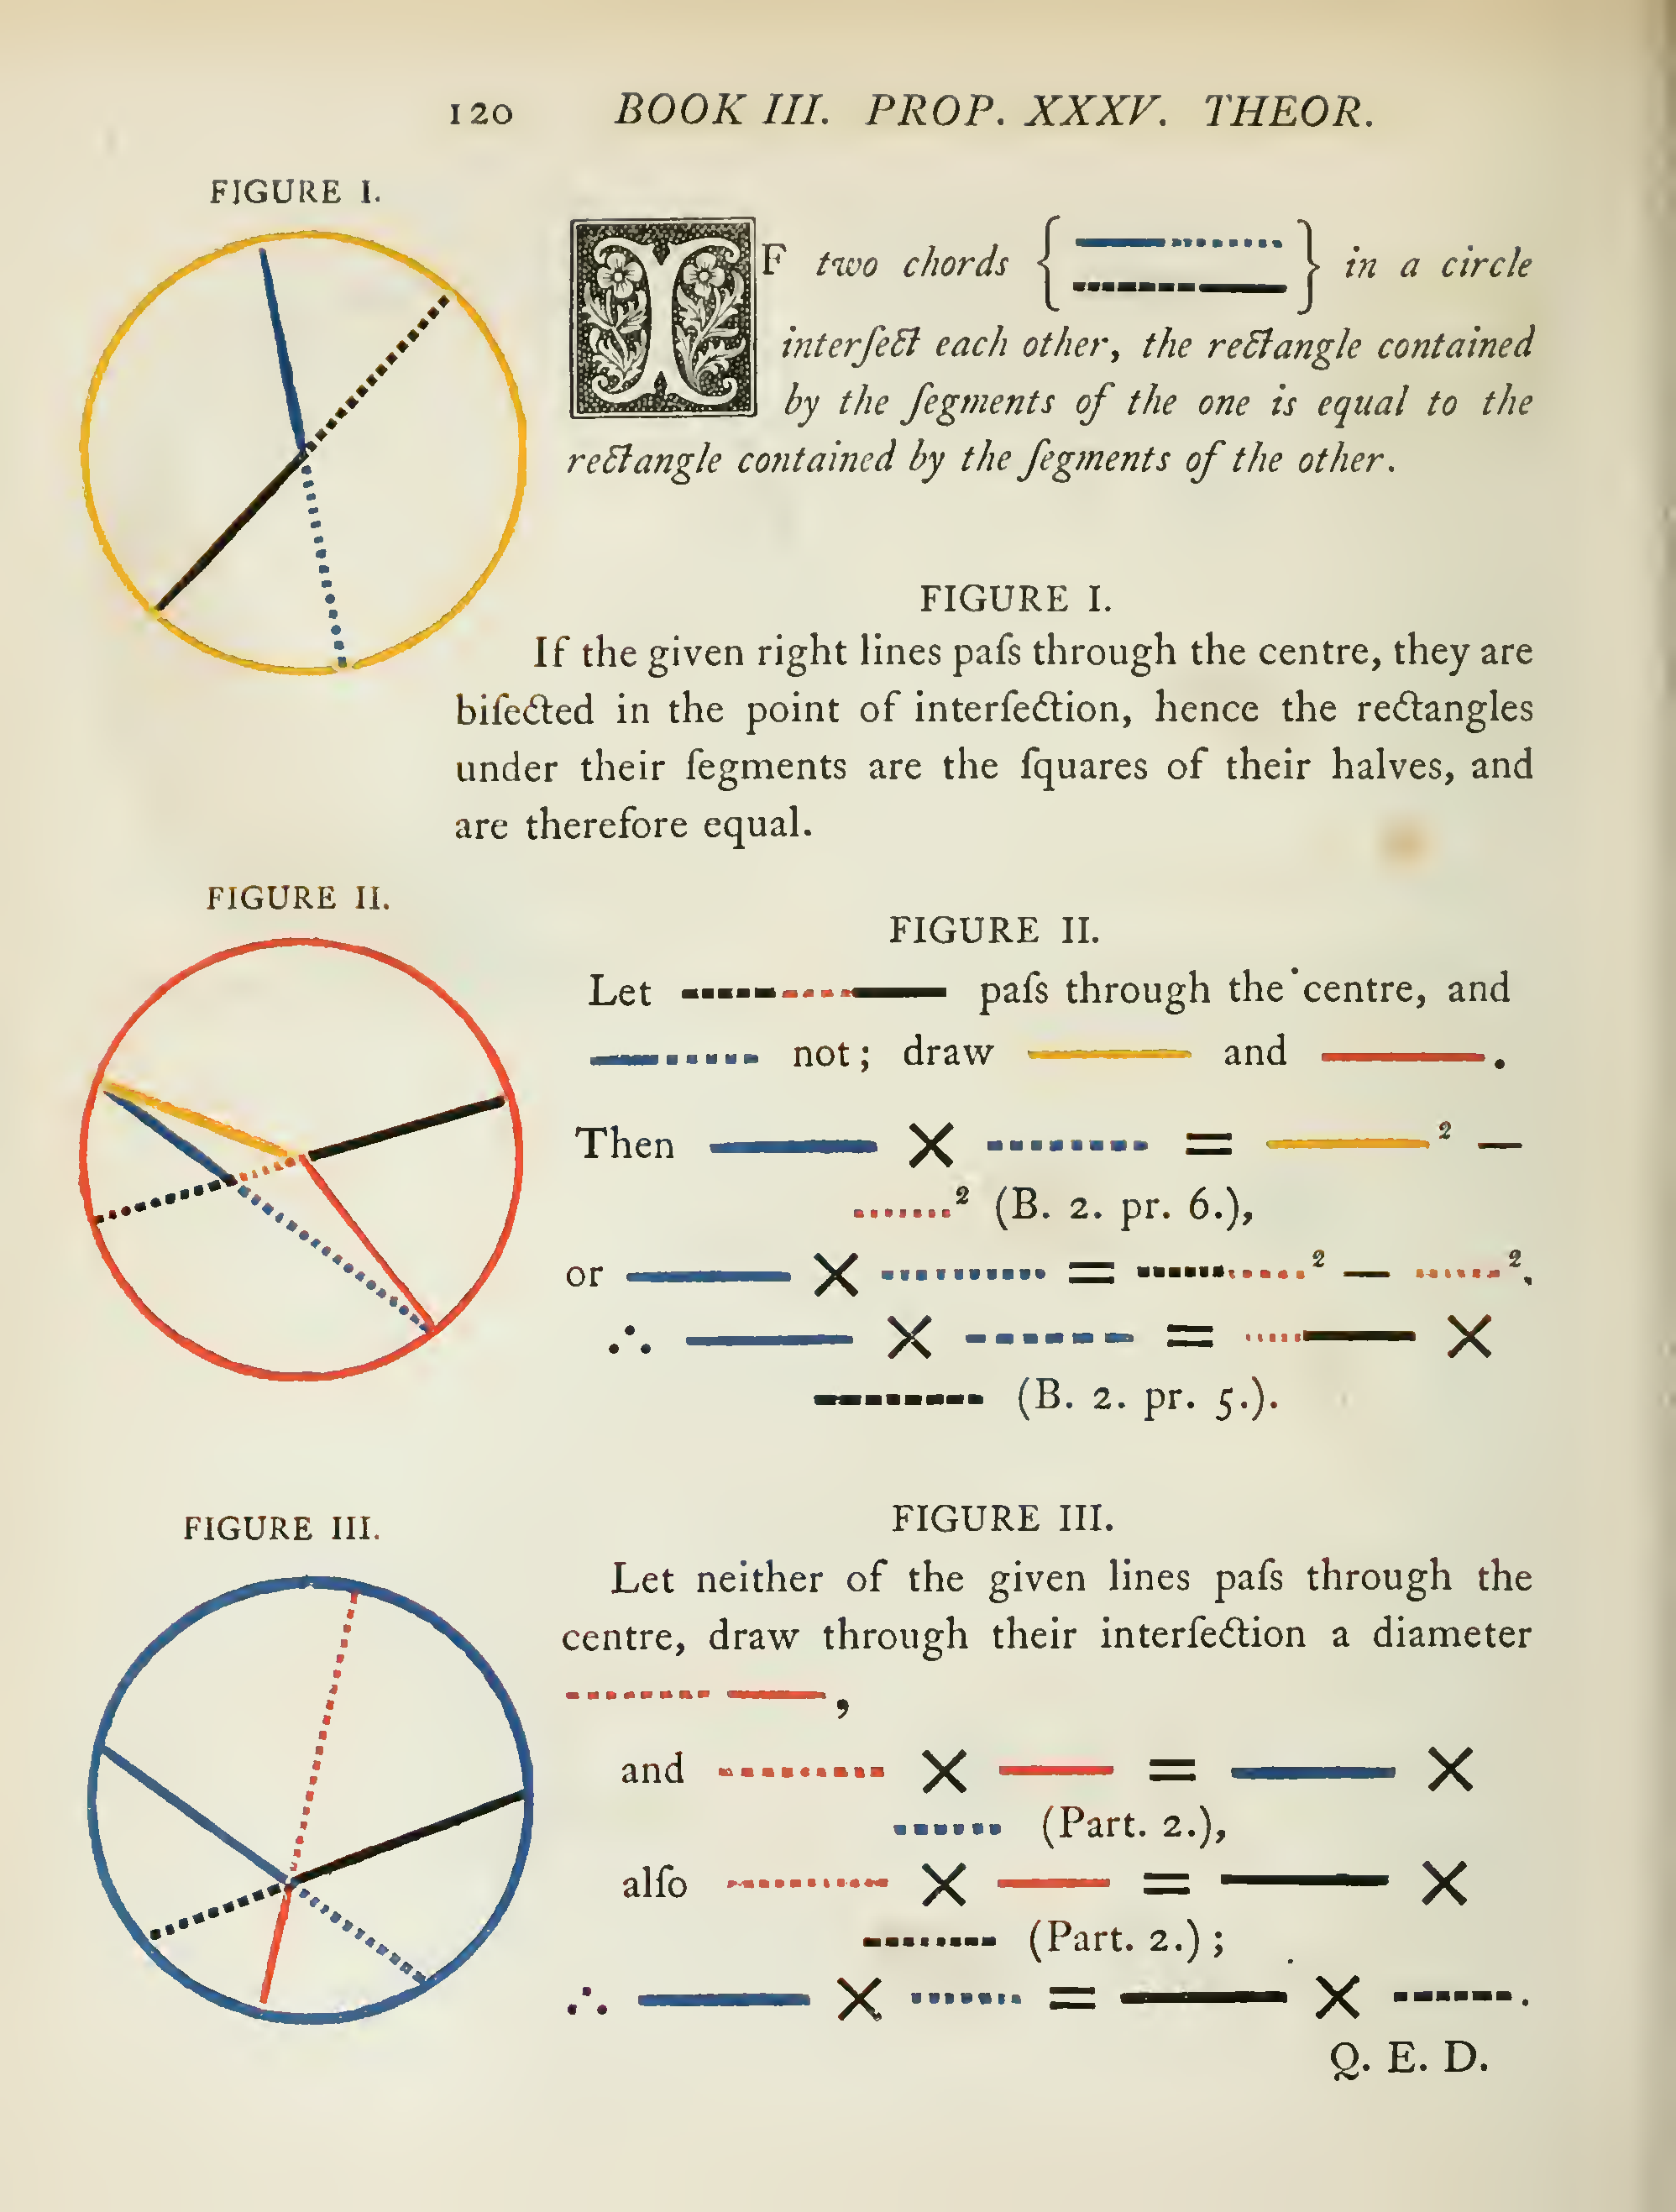 120 BOOK III. PROP. XXXV. THEOR.
FIGURE I.
IF two chords { } in a circle
interſect each other, the rectangle contained
by the ſegments of the one is equal to the
rectangle contained by the ſegments of the other.
FIGURE I.
If the given right lines paſs through the centre, they are
biſected in the point of interſection, hence the rectangles
under their ſegments are the ſquares of their halves, and
are therefore equal.
FIGURE II.
FIGURE II.
Let paſs through the centre, and
not; draw and .
Then × = ² —
² (B. 2. pr. 6.),
or × = ² — ².
∴ × = ×
(B. 2. pr. 5.).
FIGURE III.
FIGURE III.
Let neither of the given lines paſs through the
centre, draw through their interſection a diameter
,
and × = ×
(Part. 2.),
alſo × = ×
(Part. 2.) ;
∴ × = × .
Q. E. D.